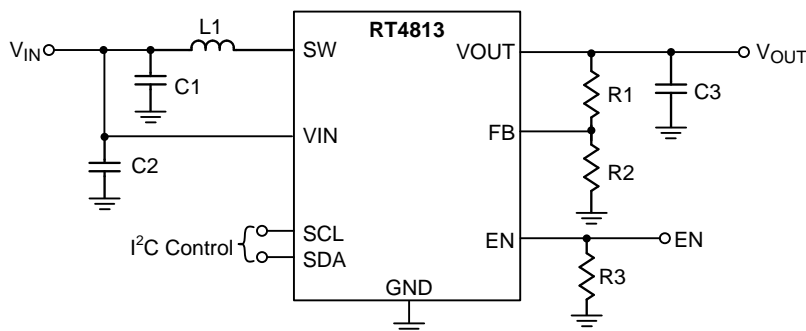 RT4813
V_IN
L1
SW
C1
VIN
C2
I²C Control
SCL
SDA
GND
VOUT
V_OUT
R1
C3
FB
R2
EN
EN
R3